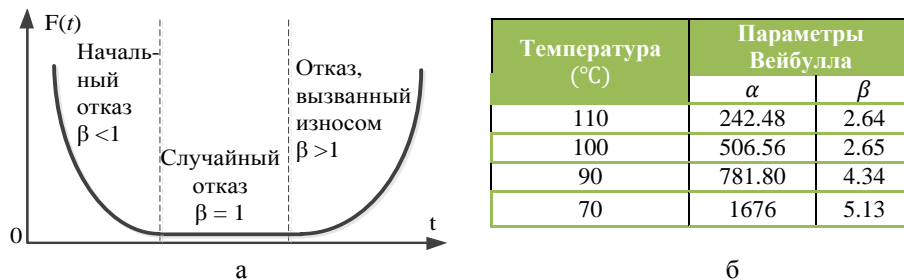 F(t)
Началь-
ный
отказ
β <1
Случайный
отказ
β = 1
Отказ,
вызванный
износом
β >1
0
t
а
Температура
(°C)
Параметры
Вейбулла
α
β
110 242.48 2.64
100 506.56 2.65
90 781.80 4.34
70 1676 5.13
б